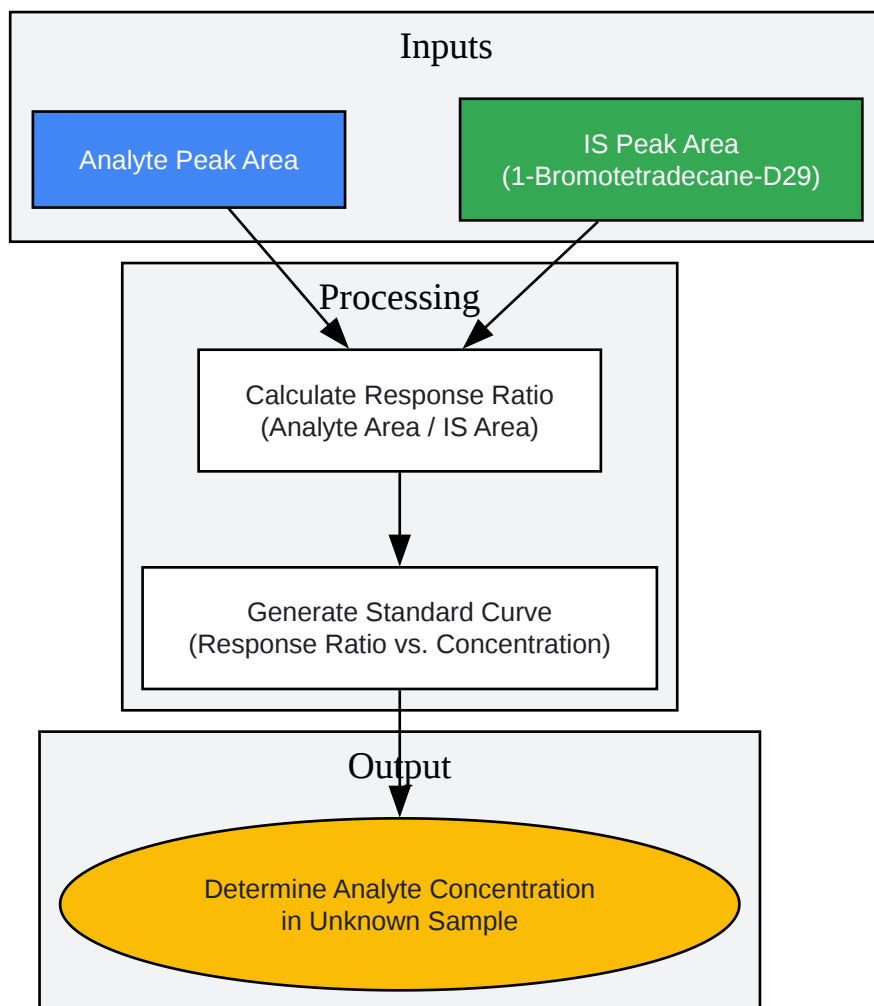 Inputs
Analyte Peak Area
IS Peak Area
(1-Bromotetradecane-D29)
Processing
Calculate Response Ratio
(Analyte Area / IS Area)
Generate Standard Curve
(Response Ratio vs. Concentration)
Output
Determine Analyte Concentration
in Unknown Sample